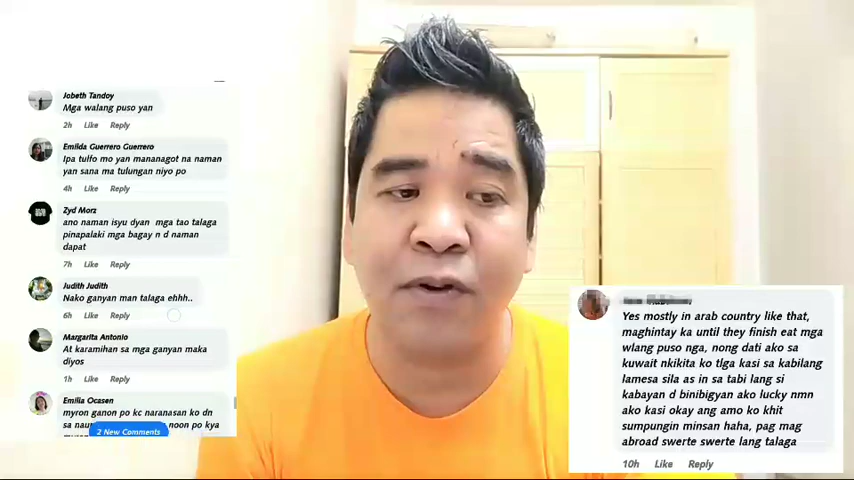 Jobeth Tandoy
Mga walang puso yan
2h Like Reply
Emilda Guerrero Guerrero
Ipa tulfo mo yan mananagot na naman
yan sana ma tulungan niyo po
4h Like Reply
Zyd Morz
ano naman isyu dyan mga tao talaga
pinapalaki mga bagay n d naman
dapat
7h Like Reply
Judith Judith
Nako ganyan man talaga ehhh..
6h Like Reply
Margarita Antonio
At karamihan sa mga ganyan maka
diyos
1h Like Reply
Emilia Ocasen
myron ganon po kc naranasan ko dn
noon po kya
2 New Comments
Yes mostly in arab country like that,
maghintay ka until they finish eat mga
wlang puso nga, nong dati ako sa
kuwait nkikita ko tlga kasi sa kabilang
lamesa sila as in sa tabi lang si
kabayan d binibigyan ako lucky nmn
ako kasi okay ang amo ko khit
sumpungin minsan haha, pag mag
abroad swerte swerte lang talaga
10h Like Reply